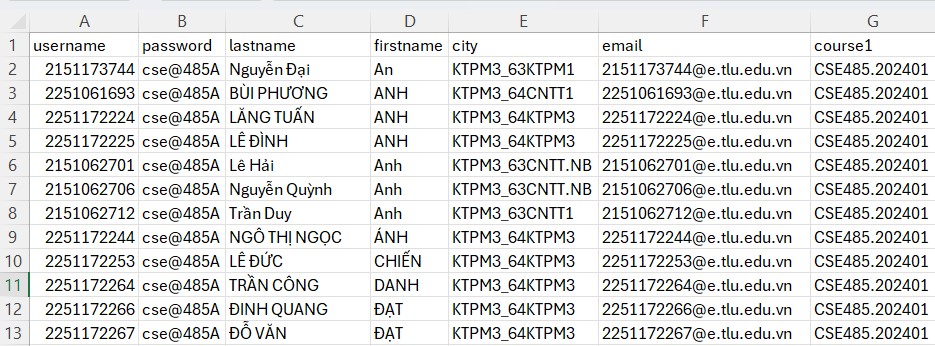 A B C D E F G
1 username password lastname firstname city email course1
2 2151173744 cse@485A Nguyễn Đại An KTPM3_63KTPM1 2151173744@e.tlu.edu.vn CSE485.202401
3 2251061693 cse@485A BÙI PHƯƠNG ANH KTPM3_64CNTT1 2251061693@e.tlu.edu.vn CSE485.202401
4 2251172224 cse@485A LĂNG TUẤN ANH KTPM3_64KTPM3 2251172224@e.tlu.edu.vn CSE485.202401
5 2251172225 cse@485A LÊ ĐÌNH ANH KTPM3_64KTPM3 2251172225@e.tlu.edu.vn CSE485.202401
6 2151062701 cse@485A Lê Hải Anh KTPM3_63CNTT.NB 2151062701@e.tlu.edu.vn CSE485.202401
7 2151062706 cse@485A Nguyễn Quỳnh Anh KTPM3_63CNTT.NB 2151062706@e.tlu.edu.vn CSE485.202401
8 2151062712 cse@485A Trần Duy Anh KTPM3_63CNTT1 2151062712@e.tlu.edu.vn CSE485.202401
9 2251172244 cse@485A NGÔ THỊ NGỌC ÁNH KTPM3_64KTPM3 2251172244@e.tlu.edu.vn CSE485.202401
10 2251172253 cse@485A LÊ ĐỨC CHIẾN KTPM3_64KTPM3 2251172253@e.tlu.edu.vn CSE485.202401
11 2251172264 cse@485A TRẦN CÔNG DANH KTPM3_64KTPM3 2251172264@e.tlu.edu.vn CSE485.202401
12 2251172266 cse@485A ĐINH QUANG ĐẠT KTPM3_64KTPM3 2251172266@e.tlu.edu.vn CSE485.202401
13 2251172267 cse@485A ĐỖ VĂN ĐẠT KTPM3_64KTPM3 2251172267@e.tlu.edu.vn CSE485.202401